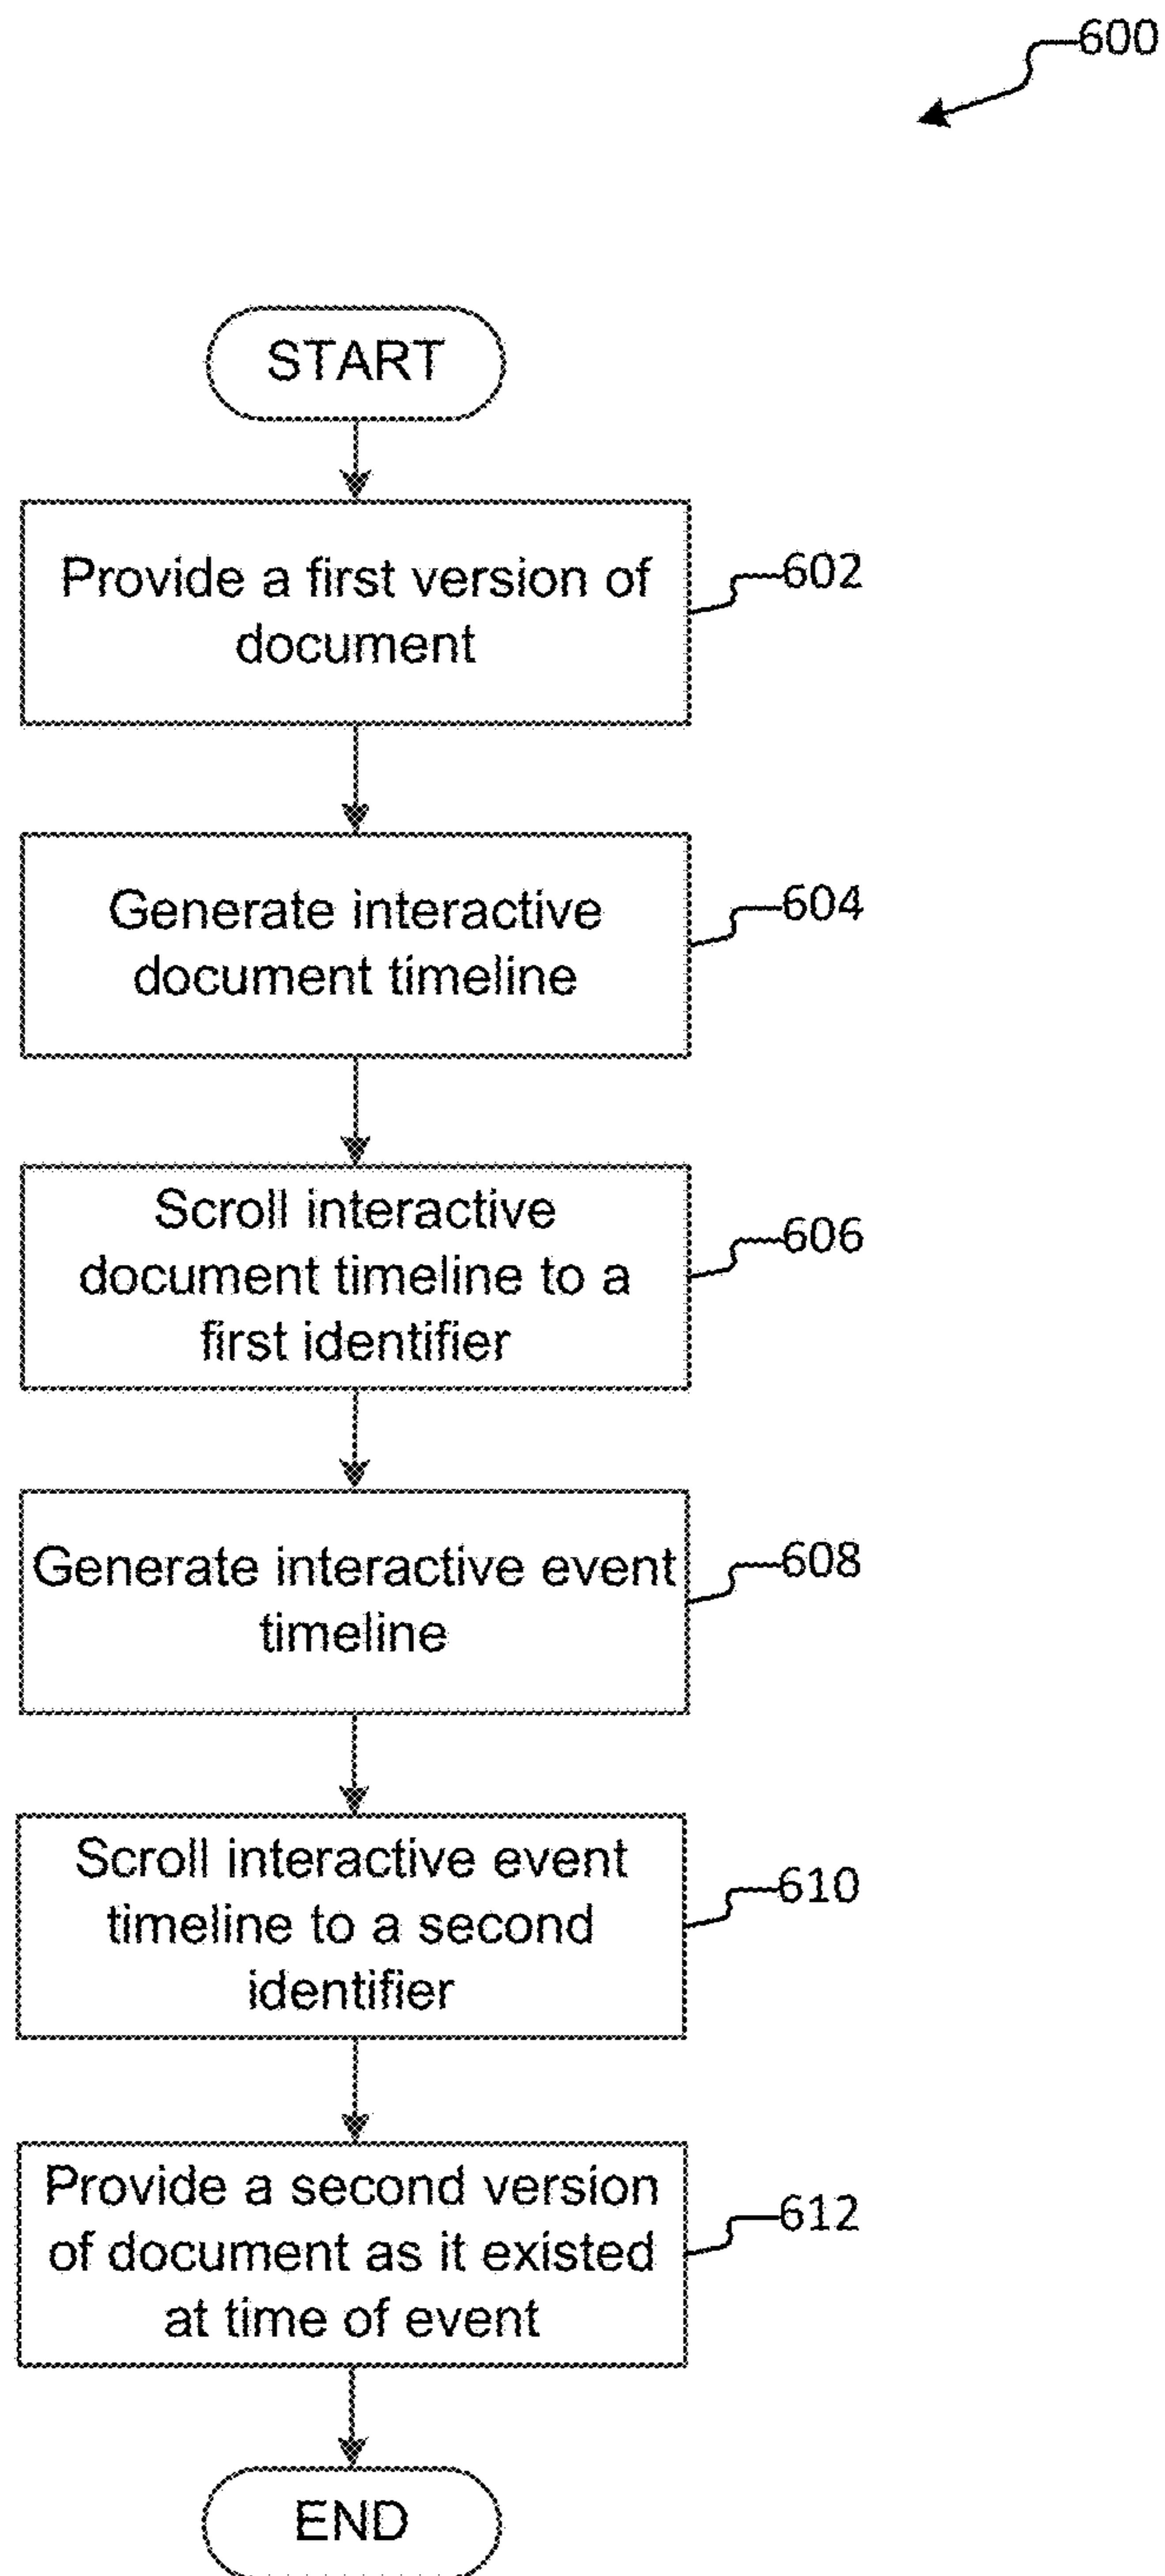 600
START
Provide a first version of
document
602
Generate interactive
document timeline
604
Scroll interactive
document timeline to a
first identifier
606
Generate interactive event
timeline
608
Scroll interactive event
timeline to a second
identifier
610
Provide a second version
of document as it existed
at time of event
612
END